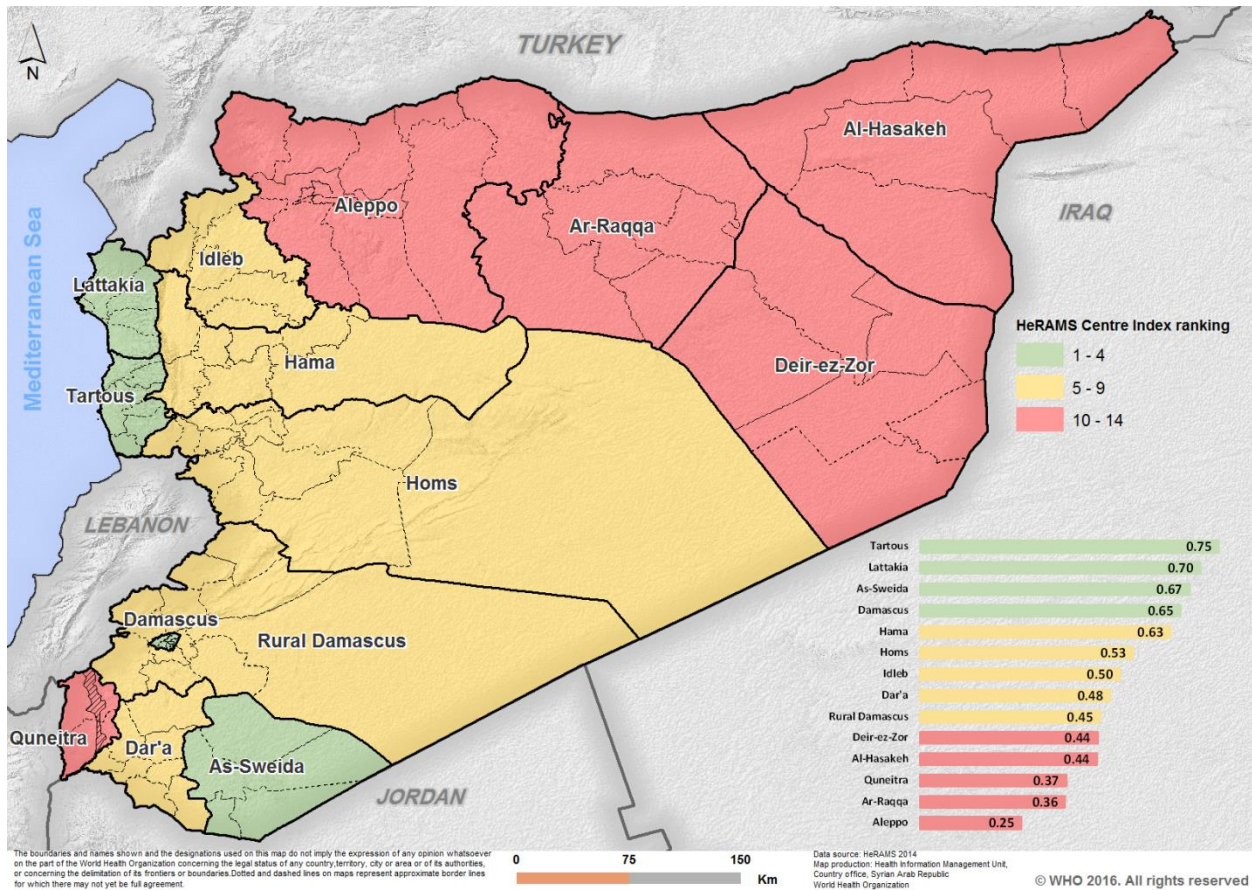 TURKEY
N
Al-Hasakeh
Aleppo
Ar-Raqqa
IRAQ
Idleb
Lattakia
Mediterranean Sea
Hama
Deir-ez-Zor
Tartous
Homs
LEBANON
Damascus
Rural Damascus
Quneitra
Dar'a
As-Sweida
JORDAN
HeRAMS Centre Index ranking
1 - 4
5 - 9
10 - 14
Tartous 0.75
Lattakia 0.70
As-Sweida 0.67
Damascus 0.65
Hama 0.63
Homs 0.53
Idleb 0.50
Dar'a 0.48
Rural Damascus 0.45
Deir-ez-Zor 0.44
Al-Hasakeh 0.44
Quneitra 0.37
Ar-Raqqa 0.36
Aleppo 0.25
The boundaries and names shown and the designations used on this map do not imply the expression of any opinion whatsoever
on the part of the World Health Organization concerning the legal status of any country,territory, city or area or of its authorities,
or concerning the delimitation of its frontiers or boundaries.Dotted and dashed lines on maps represent approximate border lines
for which there may not yet be full agreement.
0 75 150
Km
Data source: HeRAMS 2014
Map production: Health Information Management Unit,
Country office, Syrian Arab Republic
World Health Organization
© WHO 2016. All rights reserved